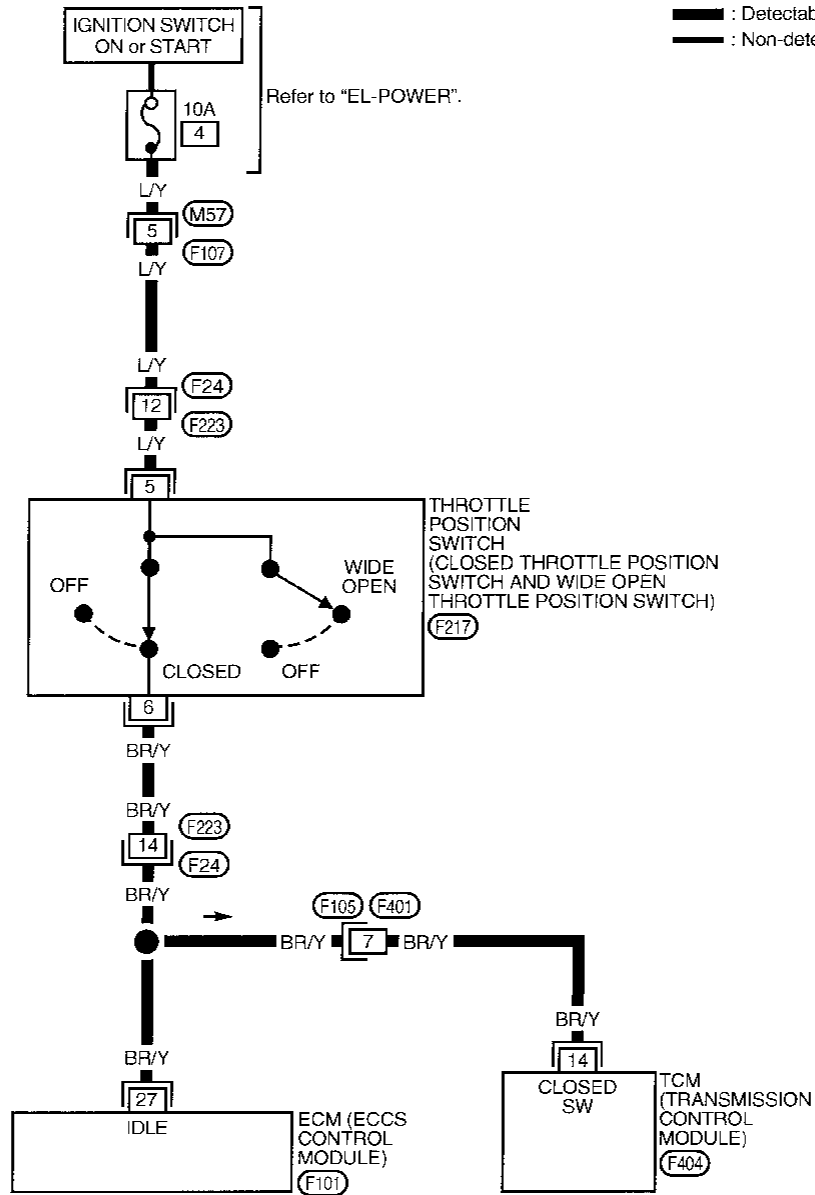 IGNITION SWITCH
ON or START
: Detectab
: Non-dete
Refer to “EL-POWER”.
10A
4
L/Y
M57
5
F107
L/Y
L/Y
F24
12
F223
L/Y
5
THROTTLE
POSITION
SWITCH
(CLOSED THROTTLE POSITION
SWITCH AND WIDE OPEN
THROTTLE POSITION SWITCH)
F217
OFF
WIDE
OPEN
CLOSED
OFF
6
BR/Y
BR/Y
F223
14
F24
BR/Y
F105
F401
BR/Y
7
BR/Y
BR/Y
BR/Y
14
27
CLOSED
SW
TCM
(TRANSMISSION
CONTROL
MODULE)
F404
IDLE
ECM (ECCS
CONTROL
MODULE)
F101